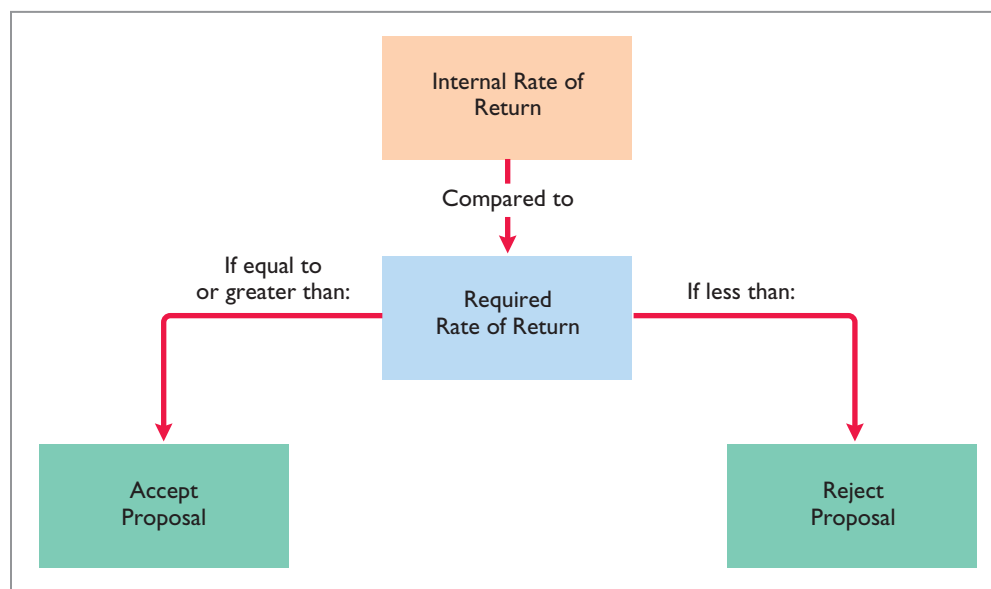 Internal Rate of
Return
Compared to
If equal to
or greater than:
Required
Rate of Return
If less than:
Accept
Proposal
Reject
Proposal